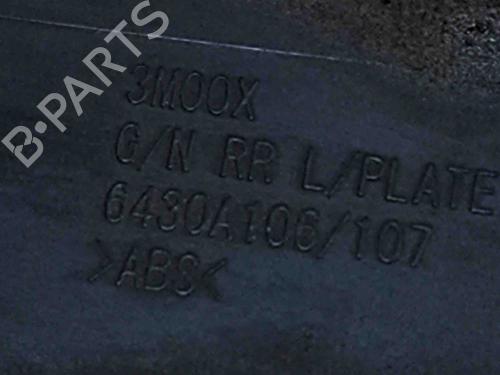 B-PARTS
3M00X
G/N RR L/PLATE
6430A106/107
>ABS<